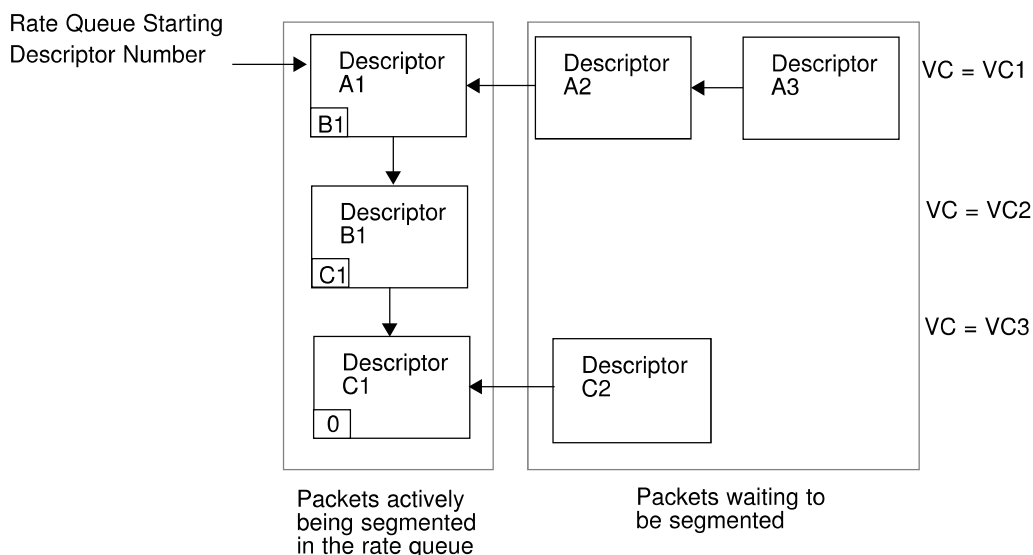 Rate Queue Starting
Descriptor Number
Descriptor
A1
B1
Descriptor
A2
Descriptor
A3
VC = VC1
Descriptor
B1
C1
VC = VC2
Descriptor
C1
0
Descriptor
C2
VC = VC3
Packets actively
being segmented
in the rate queue
Packets waiting to
be segmented